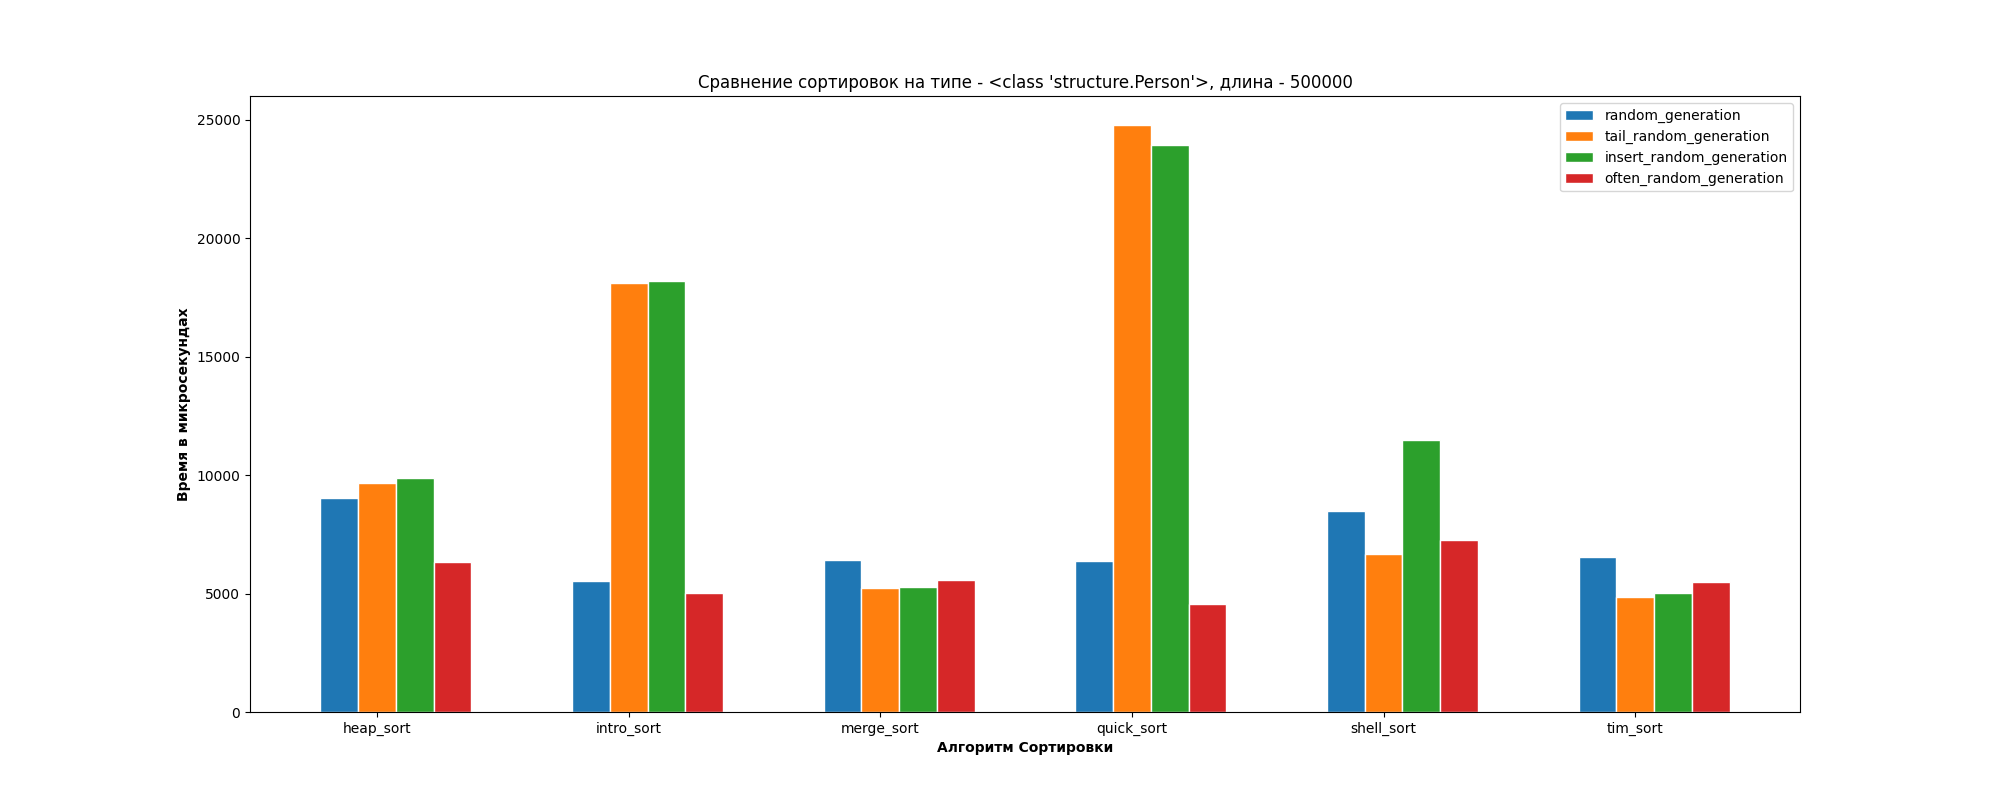 Сравнение сортировок на типе - <class 'structure.Person'>, длина - 500000
random_generation
tail_random_generation
insert_random_generation
often_random_generation
Время в микросекундах
25000
20000
15000
10000
5000
0
heap_sort intro_sort merge_sort quick_sort shell_sort tim_sort
Алгоритм Сортировки